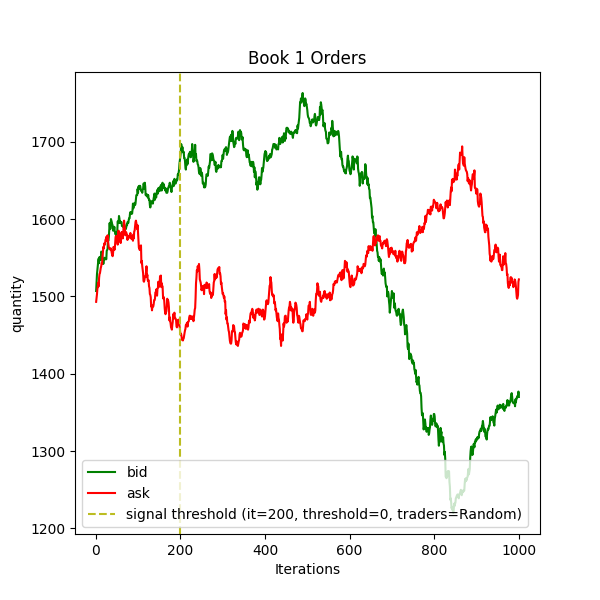 Book 1 Orders
quantity
1700
1600
1500
1400
1300
1200
bid
ask
signal threshold (it=200, threshold=0, traders=Random)
0 200 400 600 800 1000
Iterations